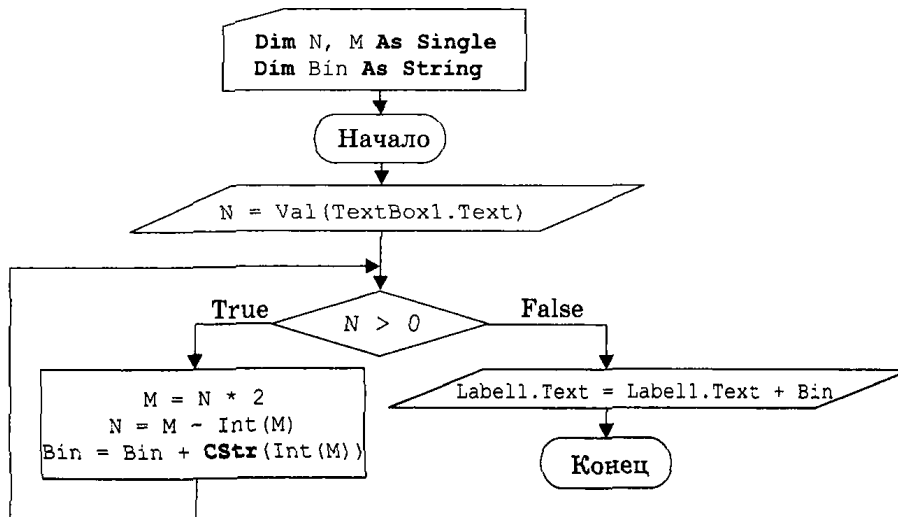 Dim N, M As Single
Dim Bin As String
Начало
N = Val(TextBox1.Text)
True
N > 0
False
M = N * 2
N = M - Int(M)
Bin = Bin + CStr(Int(M))
Label1.Text = Label1.Text + Bin
Конец